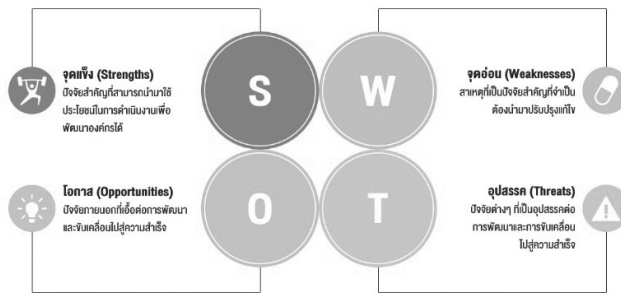 จุดแข็ง (Strengths)
ปัจจัยสำคัญที่สามารถนำมาใช้
ประโยชน์ในการดำเนินงานเพื่อ
พัฒนาองค์กรได้
S
W
จุดอ่อน (Weaknesses)
สาเหตุที่เป็นปัจจัยสำคัญที่จำเป็น
ต้องนำมาปรับปรุงแก้ไข
โอกาส (Opportunities)
ปัจจัยภายนอกที่เอื้อต่อการพัฒนา
และขับเคลื่อนไปสู่ความสำเร็จ
O
T
อุปสรรค (Threats)
ปัจจัยต่างๆ ที่เป็นอุปสรรคต่อ
การพัฒนาและการขับเคลื่อน
ไปสู่ความสำเร็จ